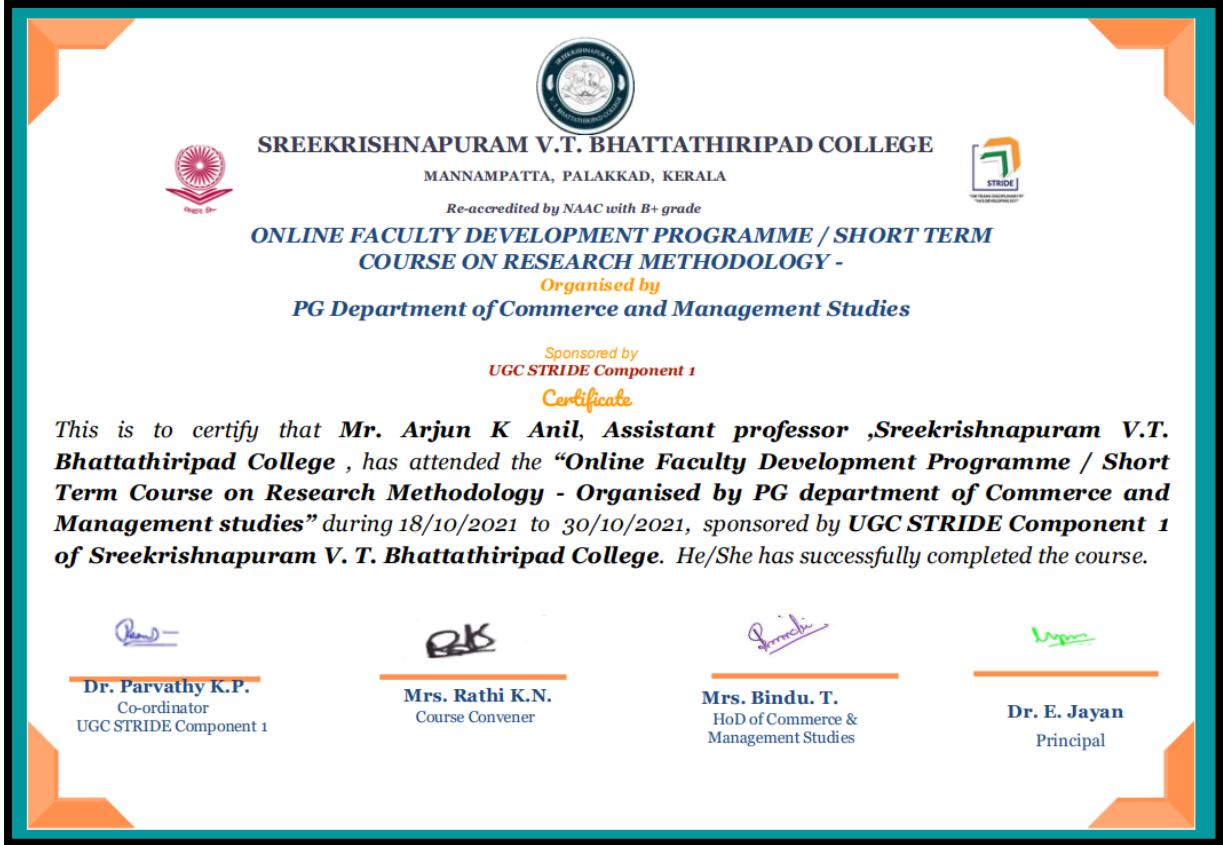 SREEKRISHNAPURAM
V. T. BHATTATHIRIPAD COLLEGE
SREEKRISHNAPURAM V.T. BHATTATHIRIPAD COLLEGE
MANNAMPATTA, PALAKKAD, KERALA
STRIDE
Re-accredited by NAAC with B+ grade
ONLINE FACULTY DEVELOPMENT PROGRAMME / SHORT TERM
COURSE ON RESEARCH METHODOLOGY -
Organised by
PG Department of Commerce and Management Studies
Sponsored by
UGC STRIDE Component 1
Certificate
This is to certify that Mr. Arjun K Anil, Assistant professor ,Sreekrishnapuram V.T.
Bhattathiripad College , has attended the “Online Faculty Development Programme / Short
Term Course on Research Methodology - Organised by PG department of Commerce and
Management studies” during 18/10/2021 to 30/10/2021, sponsored by UGC STRIDE Component 1
of Sreekrishnapuram V. T. Bhattathiripad College. He/She has successfully completed the course.
Dr. Parvathy K.P.
Co-ordinator
UGC STRIDE Component 1
Mrs. Rathi K.N.
Course Convener
Mrs. Bindu. T.
HoD of Commerce &
Management Studies
Dr. E. Jayan
Principal